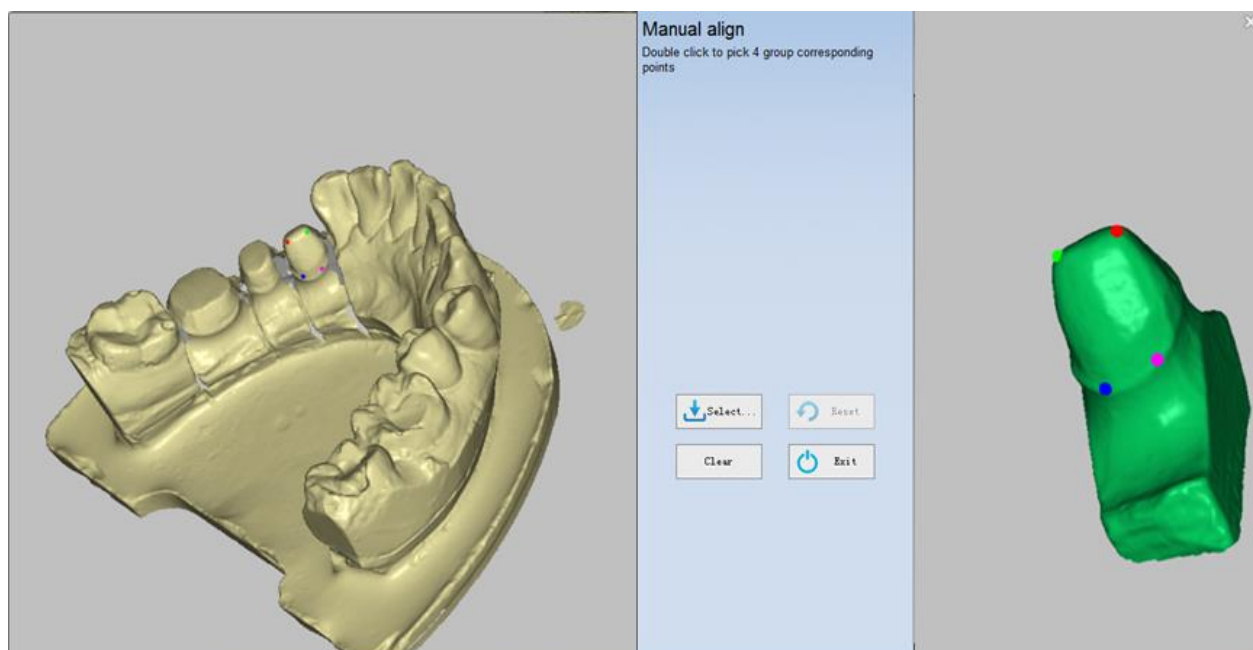 Manual align
Double click to pick 4 group corresponding
points
Select... Reset
Clear Exit